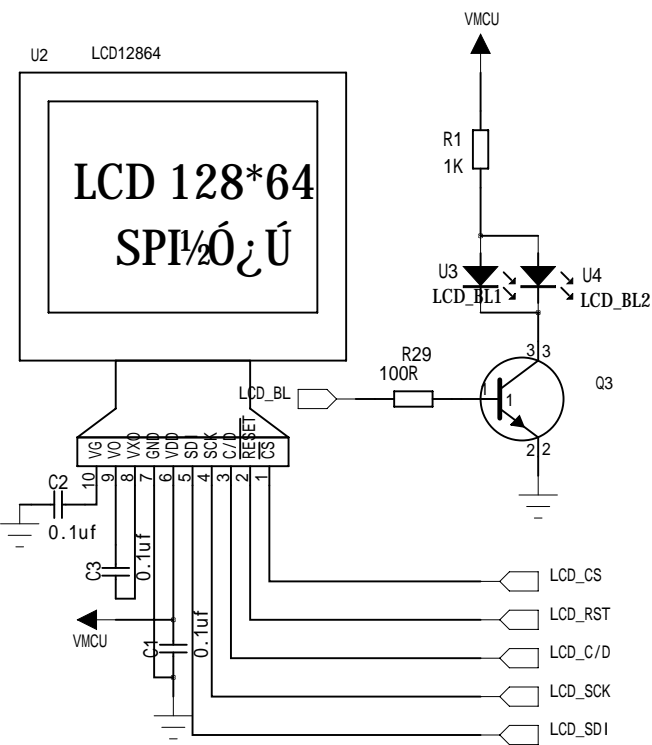 VMCU
U2 LCD12864
R1
1K
LCD 128*64
SPI½Ó¿Ú
U3
LCD_BL1
U4
LCD_BL2
R29
100R
LCD_BL
1
1
3 3
2 2
Q3
VG
VO
VXO
GND
VDD
SDI
SCK
C/D
RESET
CS
10
9
8
7
6
5
4
3
2
1
C2
0.1uf
C3
0.1uf
VMCU
C1
0.1uf
LCD_CS
LCD_RST
LCD_C/D
LCD_SCK
LCD_SDI